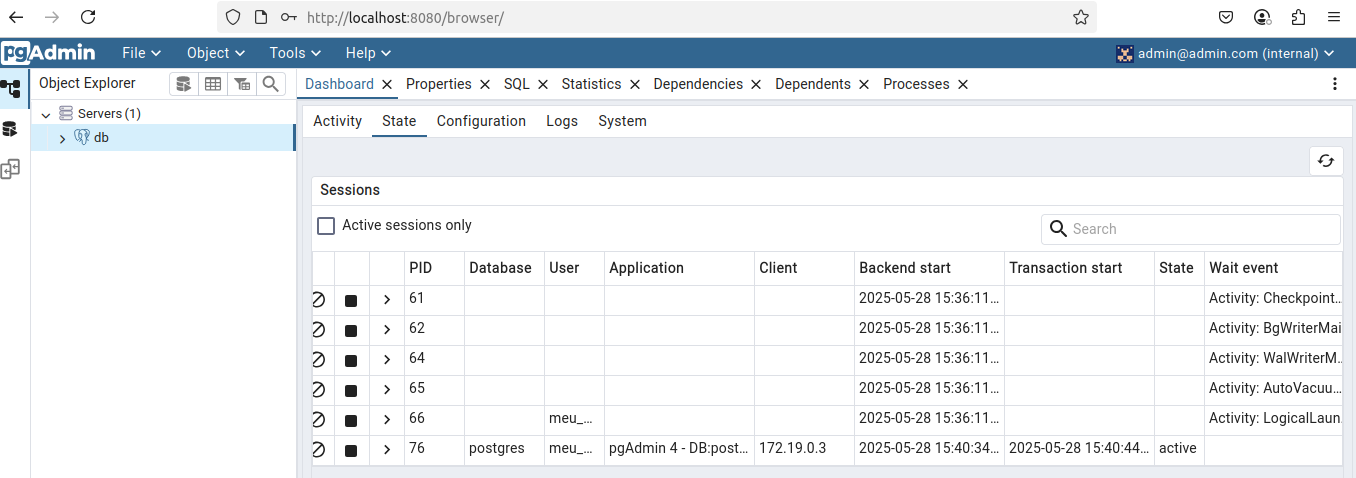 http://localhost:8080/browser/
pgAdmin File Object Tools Help admin@admin.com (internal)
Object Explorer Dashboard Properties SQL Statistics Dependencies Dependents Processes
Servers (1)
db
Activity State Configuration Logs System
Sessions
Active sessions only
Search
PID Database User Application Client Backend start Transaction start State Wait event
61 2025-05-28 15:36:11... Activity: Checkpoint...
62 2025-05-28 15:36:11... Activity: BgWriterMai
64 2025-05-28 15:36:11... Activity: WalWriterM...
65 2025-05-28 15:36:11... Activity: AutoVacuu...
66 meu_... 2025-05-28 15:36:11... Activity: LogicalLaun
76 postgres meu_... pgAdmin 4 - DB:post... 172.19.0.3 2025-05-28 15:40:34... 2025-05-28 15:40:44... active